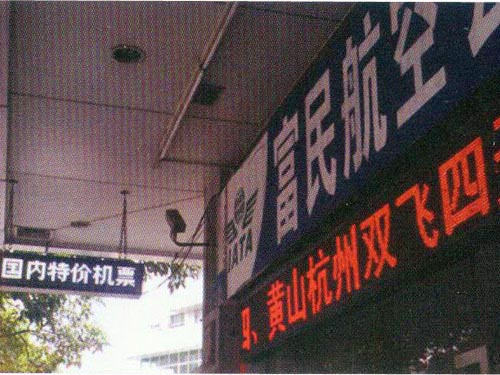 富民航空
IATA
黄山杭州双飞四
国内特价机票